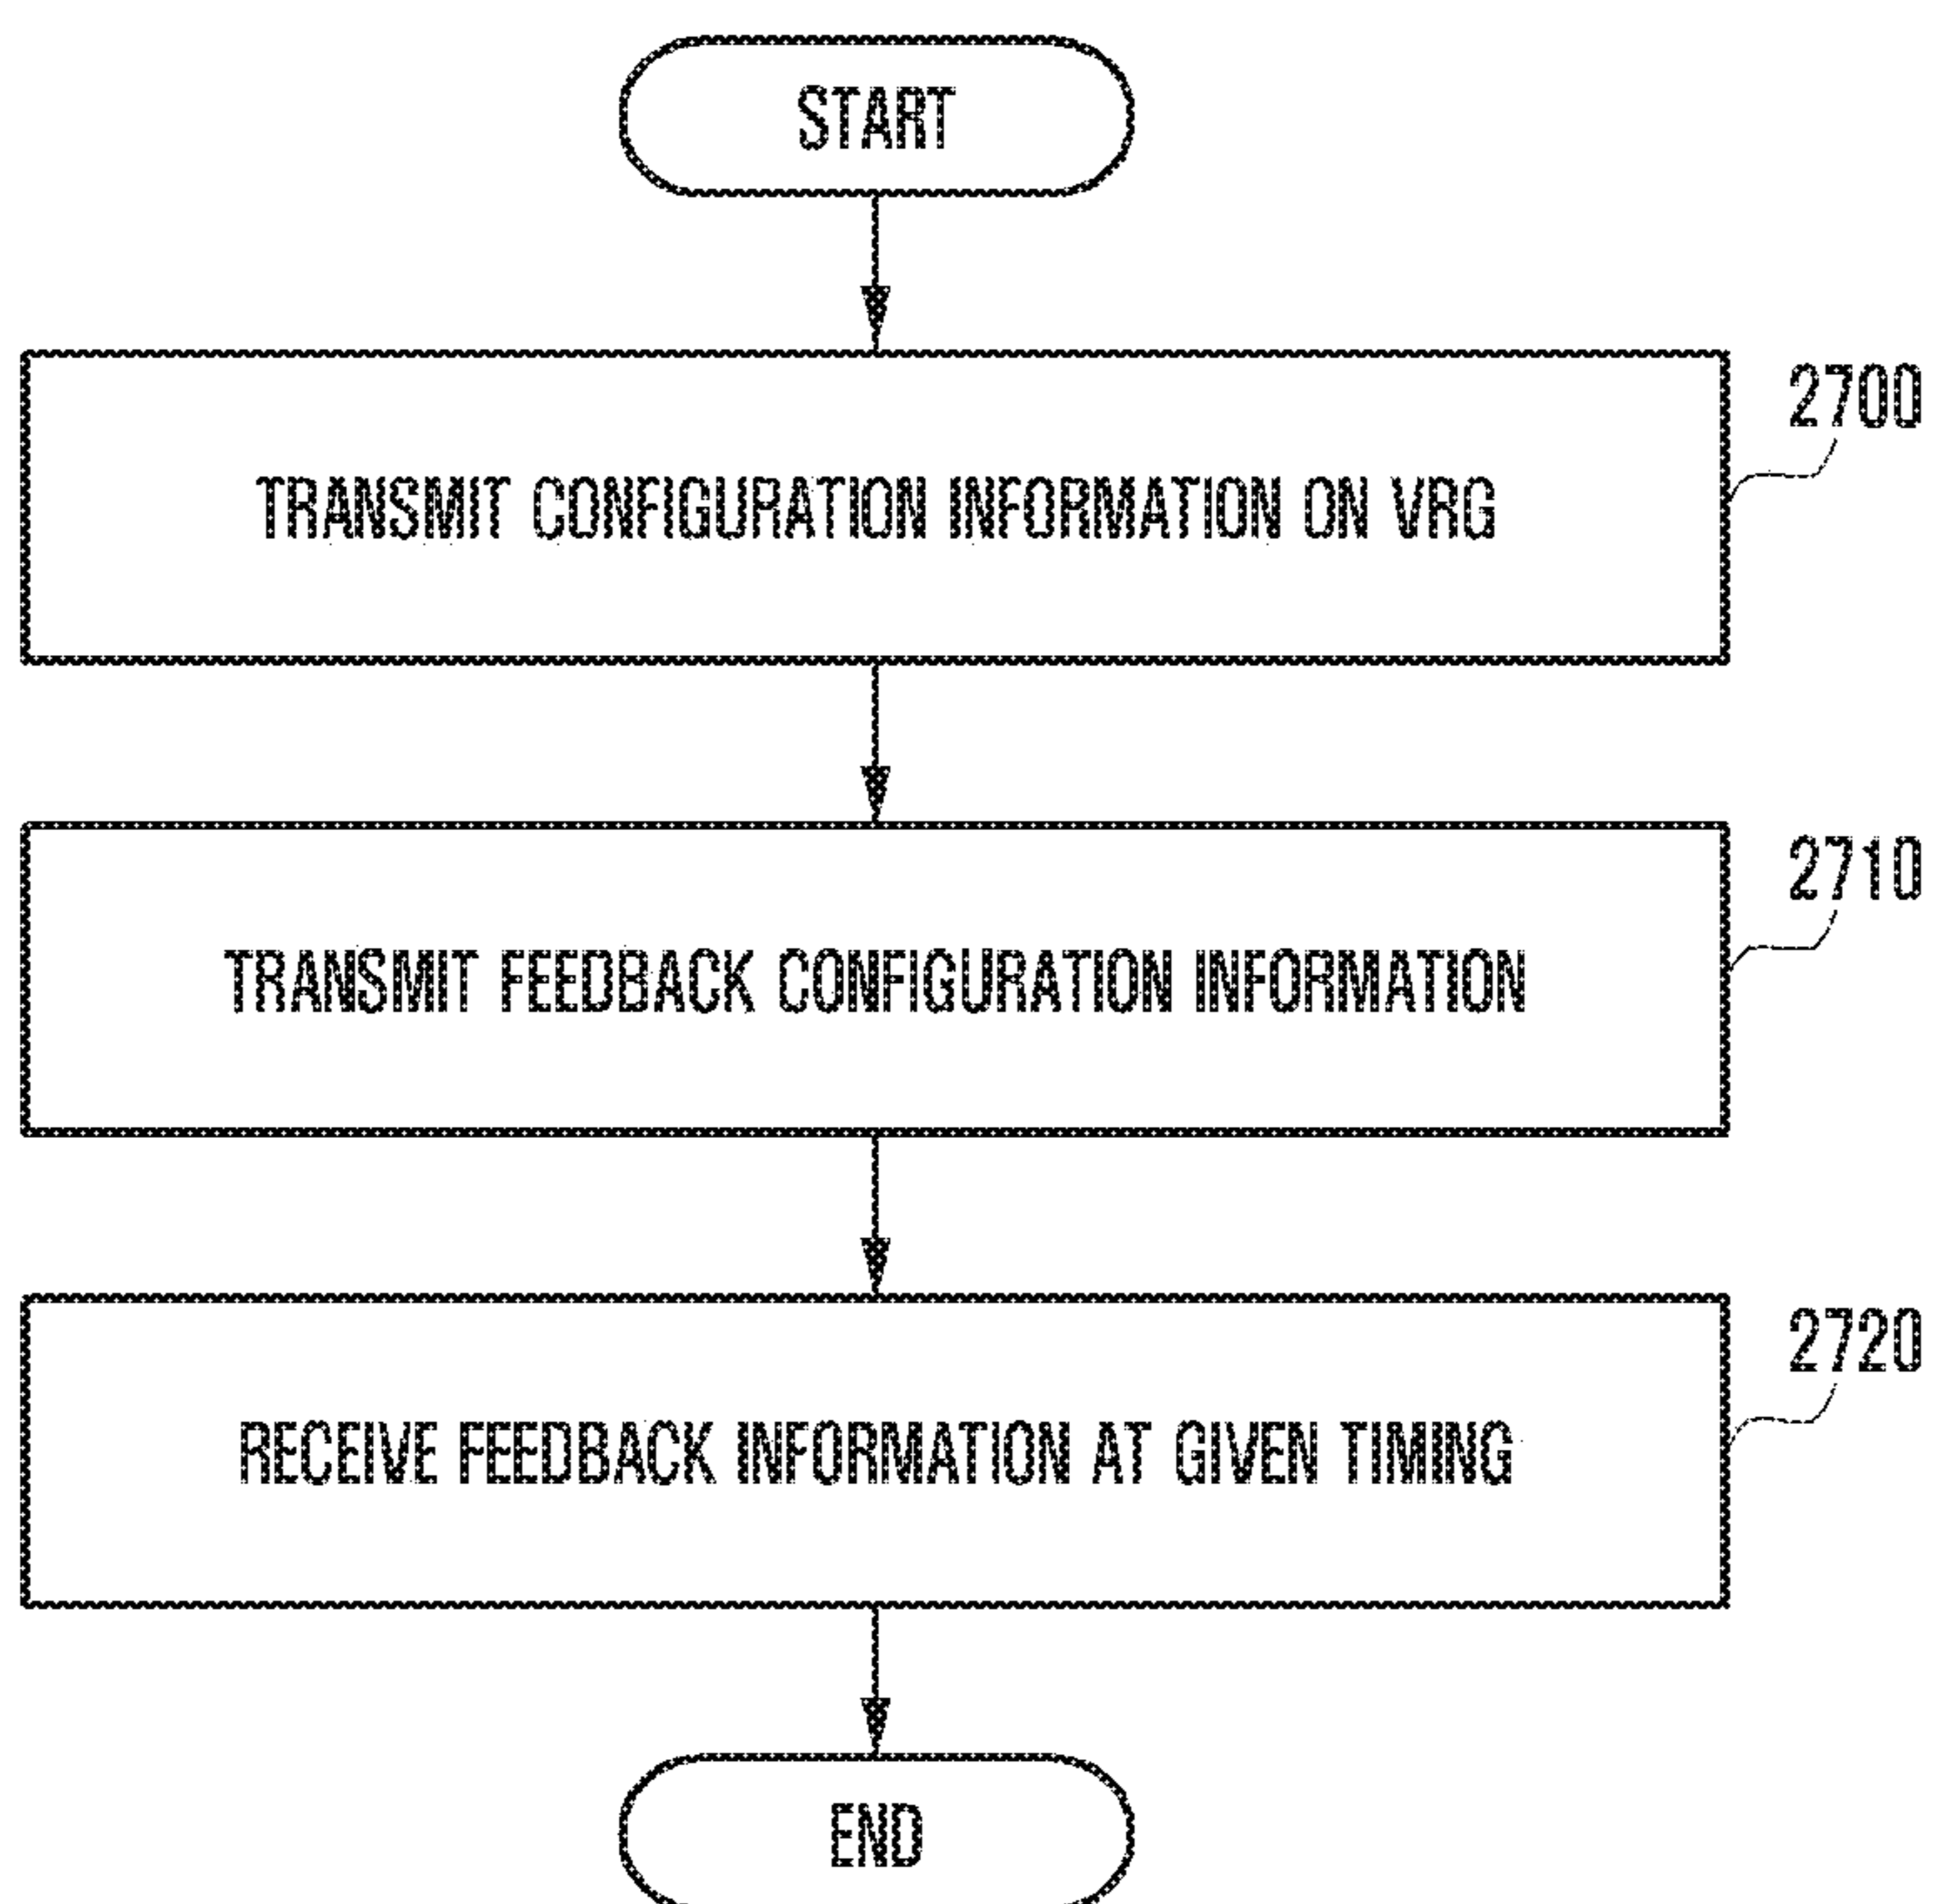 START
2700
TRANSMIT CONFIGURATION INFORMATION ON VRG
2710
TRANSMIT FEEDBACK CONFIGURATION INFORMATION
2720
RECEIVE FEEDBACK INFORMATION AT GIVEN TIMING
END